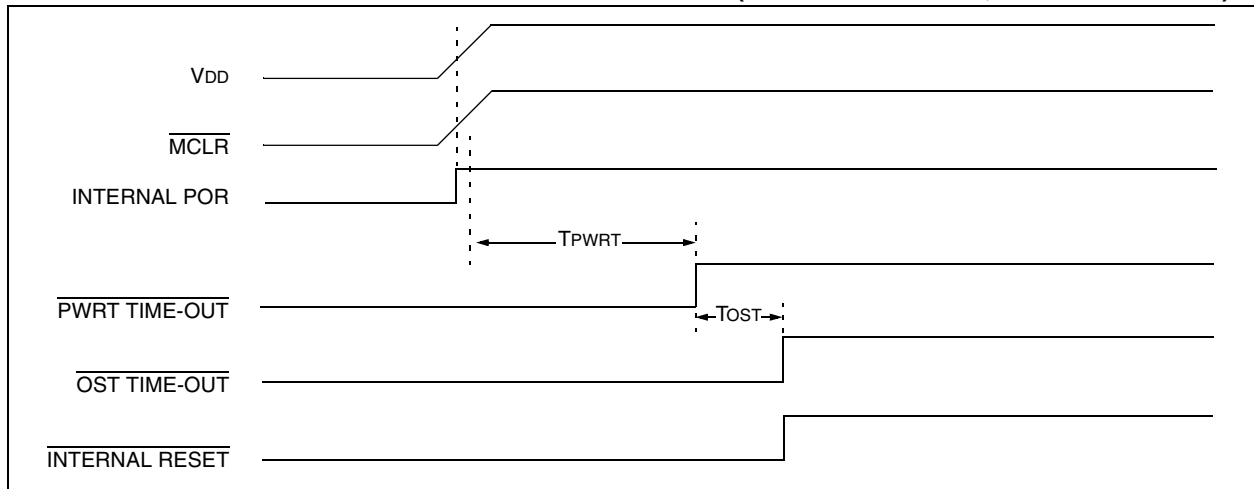 VDD
MCLR
INTERNAL POR
TPWRT
PWRT TIME-OUT
TOST
OST TIME-OUT
INTERNAL RESET